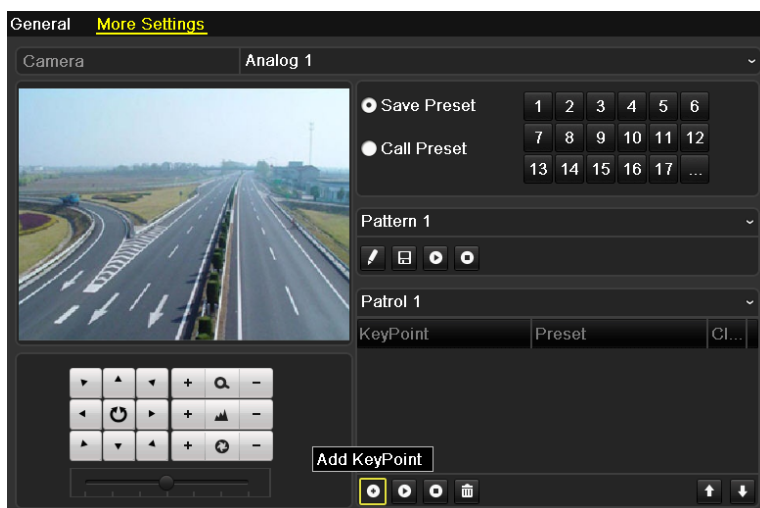 General More Settings
Camera Analog 1
Save Preset
Call Preset
1 2 3 4 5 6
7 8 9 10 11 12
13 14 15 16 17 ...
Pattern 1
Patrol 1
KeyPoint Preset Cl...
+ -
+ -
+ -
Add KeyPoint